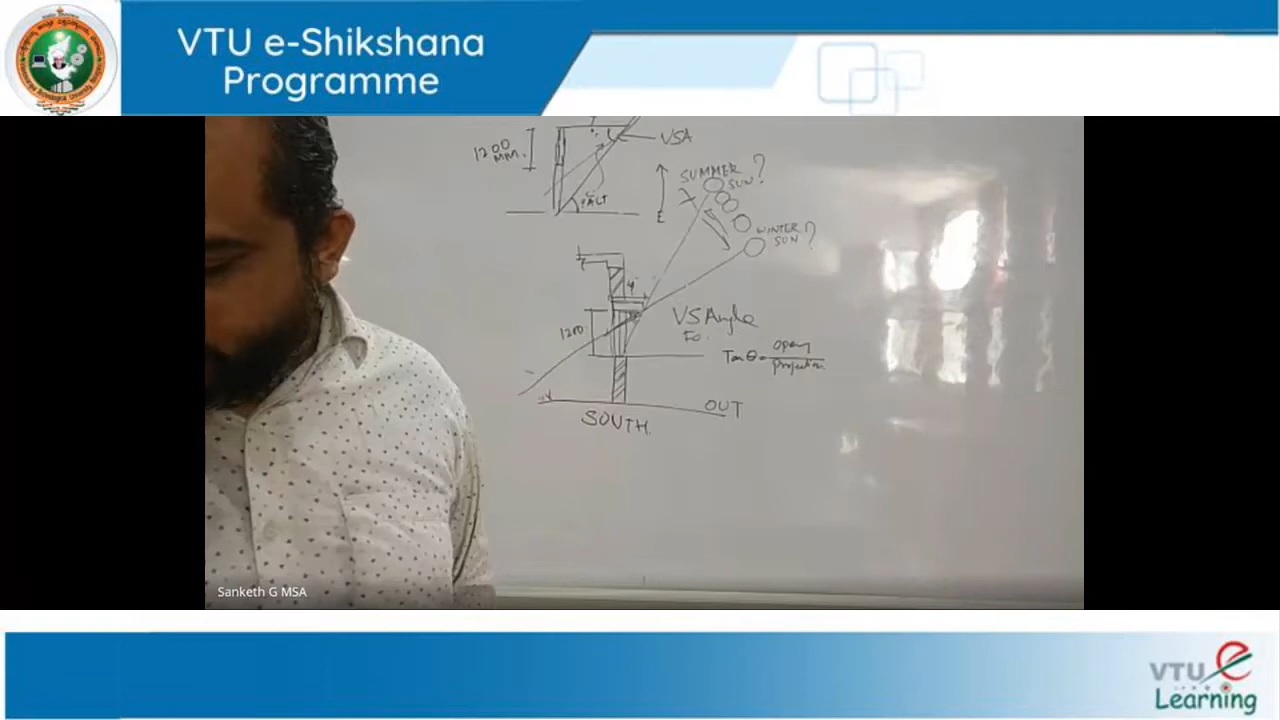 VTU e-Shikshana
Programme
1200
MM.
VSA
ALT
E
SUMMER
SUN?
WINTER
SUN?
1200
VS Angle
Tan θ = open
projection
SOUTH.
OUT
Sanketh G MSA
VTU e
Learning